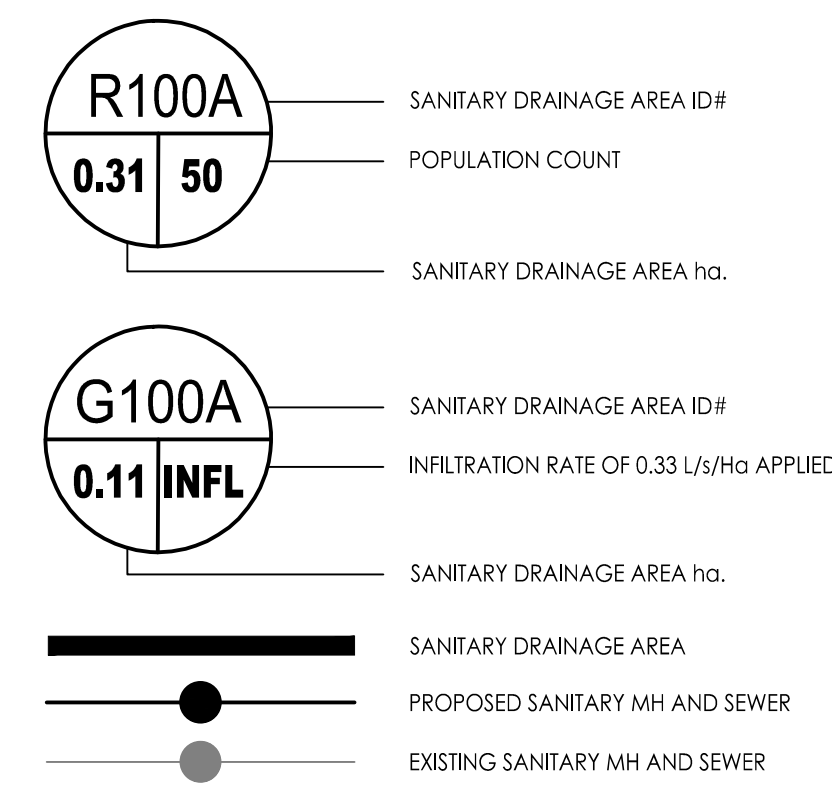 R100A
SANITARY DRAINAGE AREA ID#
0.31 50
POPULATION COUNT
SANITARY DRAINAGE AREA ha.
G100A
SANITARY DRAINAGE AREA ID#
0.11 INFL
INFILTRATION RATE OF 0.33 L/s/Ha APPLIED
SANITARY DRAINAGE AREA ha.
SANITARY DRAINAGE AREA
PROPOSED SANITARY MH AND SEWER
EXISTING SANITARY MH AND SEWER